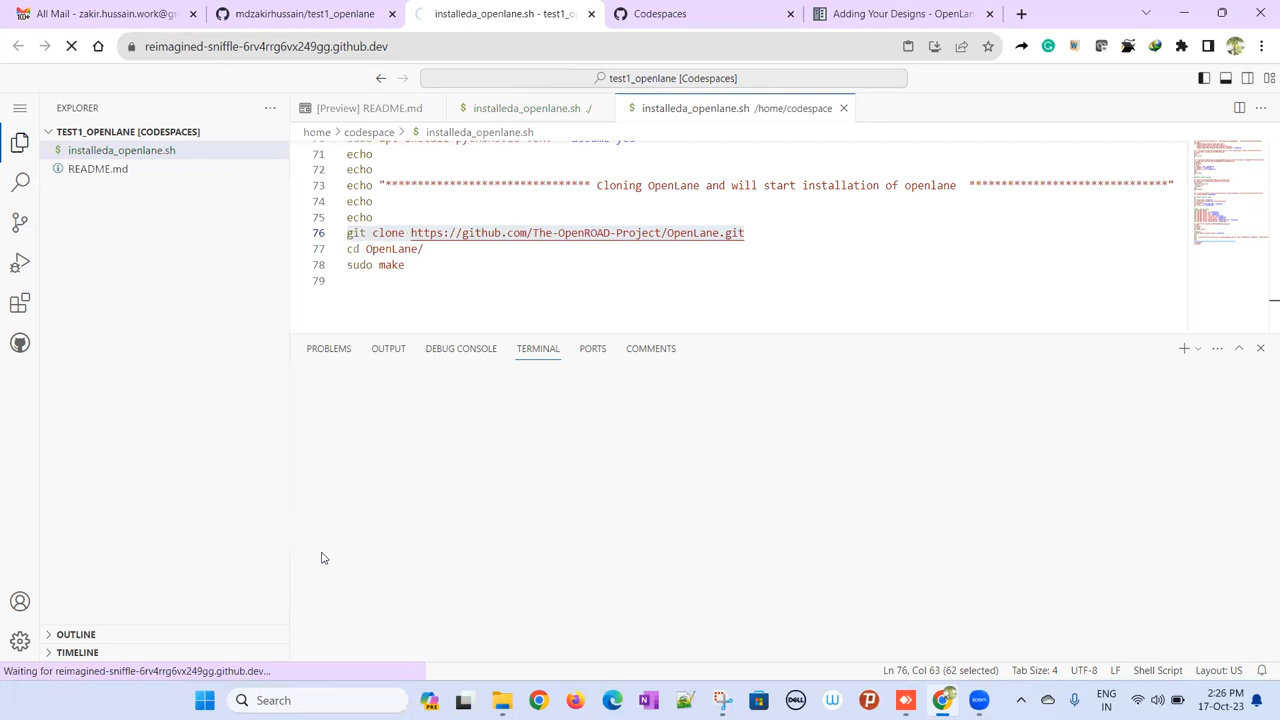 All Mail - zakir.hussain.work@gm
mdzakirhussain/test1_openlane
installeda_openlane.sh - test1_op
Codespaces
Adding Your Designs - OpenLane
reimagined-sniffle-6rv4rrg6vx249gg.github.dev
test1_openlane [Codespaces]
EXPLORER
[Preview] README.md
installeda_openlane.sh ./
installeda_openlane.sh /home/codespace
TEST1_OPENLANE [CODESPACES]
home > codespace > $ installeda_openlane.sh
installeda_openlane.sh
README.md
71 echo
72 echo
73 echo "******************************** Cloning OpenLane and will start installation of openlane *******************************"
74 echo
75 echo
76 git clone https://github.com/The-OpenROAD-Project/OpenLane.git
77 cd OpenLane/
78 sudo make
79
PROBLEMS OUTPUT DEBUG CONSOLE TERMINAL PORTS COMMENTS
OUTLINE
TIMELINE
Waiting for reimagined-sniffle-6rv4rrg6vx249gg.github.dev...
Ln 76, Col 63 (62 selected) Tab Size: 4 UTF-8 LF Shell Script Layout: US
Search
ENG
IN
2:26 PM
17-Oct-23